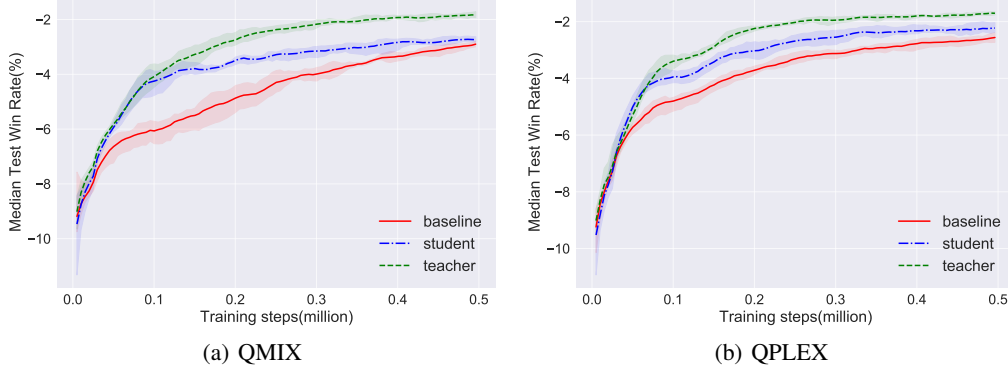 Median Test Win Rate(%)
−2
−4
−6
−8
−10
baseline
student
teacher
0.0 0.1 0.2 0.3 0.4 0.5
Training steps(million)
(a) QMIX
Median Test Win Rate(%)
−2
−4
−6
−8
−10
baseline
student
teacher
0.0 0.1 0.2 0.3 0.4 0.5
Training steps(million)
(b) QPLEX